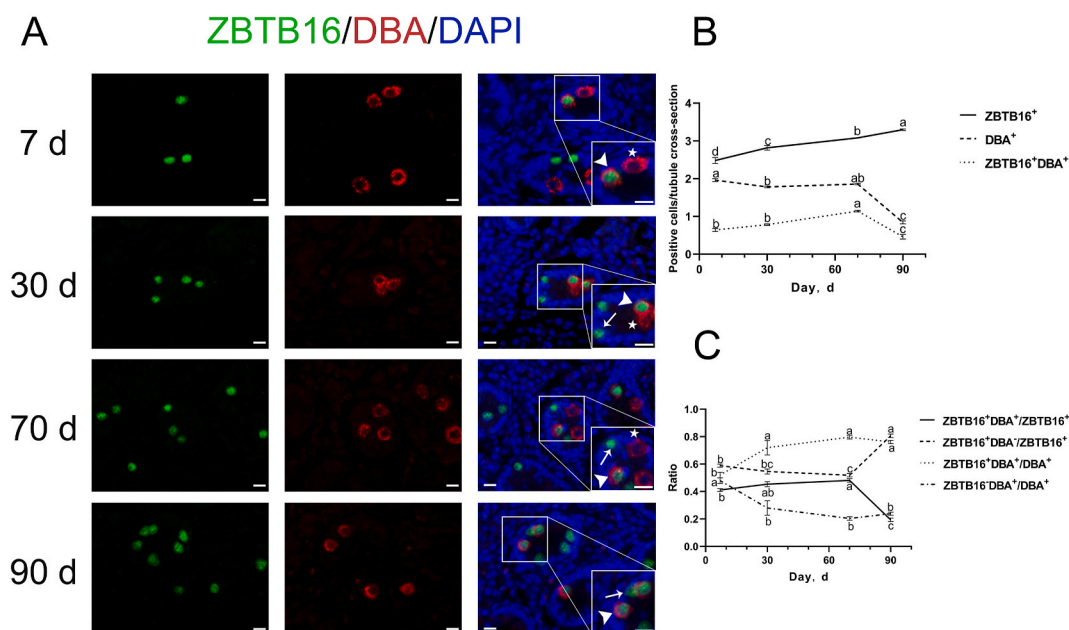 A
ZBTB16/DBA/DAPI
7 d
30 d
70 d
90 d
B
Positive cells/tubule cross-section
4
3
2
1
0
0
30
60
90
Day, d
d
c
b
a
a
b
ab
c
b
b
a
c
ZBTB16⁺
DBA⁺
ZBTB16⁺DBA⁺
C
Ratio
1.0
0.8
0.6
0.4
0.2
0.0
0
30
60
90
Day, d
b
bc
c
a
b
a
a
a
a
b
ab
a
c
b
b
b
ZBTB16⁺DBA⁺/ZBTB16⁺
ZBTB16⁺DBA⁻/ZBTB16⁺
ZBTB16⁺DBA⁺/DBA⁺
ZBTB16⁻DBA⁺/DBA⁺